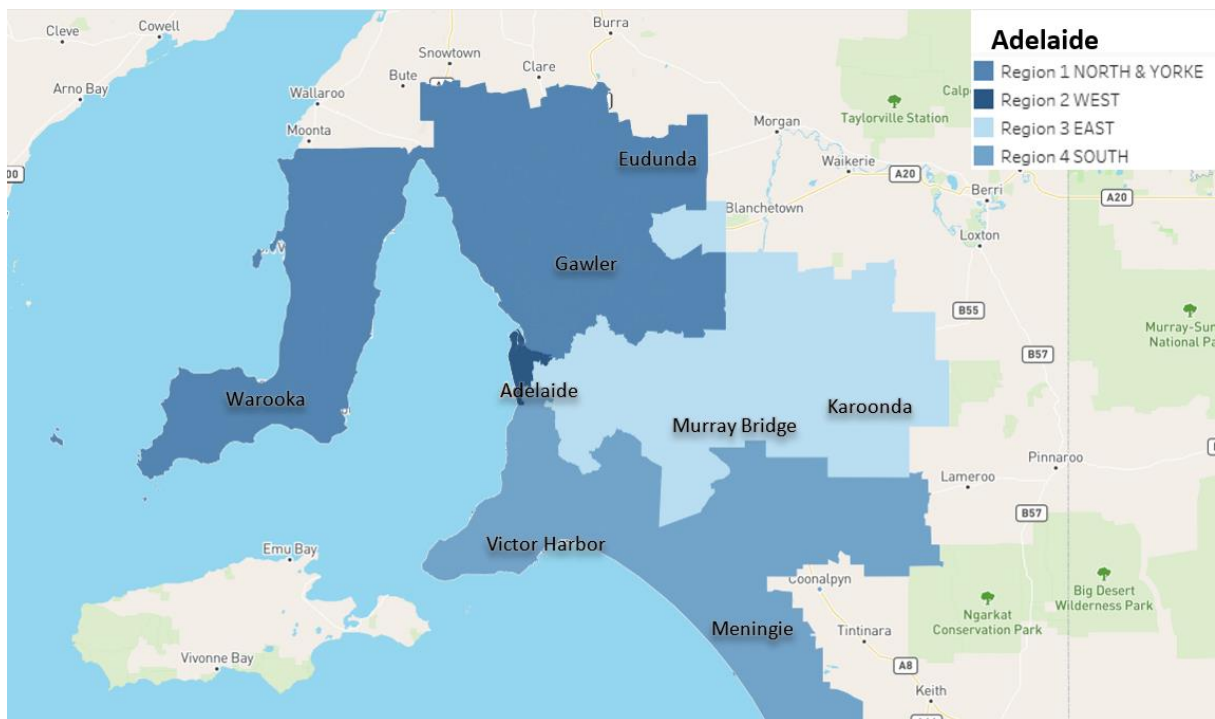 Adelaide
Region 1 NORTH & YORKE
Region 2 WEST
Region 3 EAST
Region 4 SOUTH
Cleve
Cowell
Burra
Snowtown
Clare
Arno Bay
Bute
Wallaroo
Taylorville Station
Moonta
Morgan
Eudunda
Waikerie
A20
Berri
A20
Blanchetown
Loxton
Gawler
B55
Murray-Sun
National Pa
B57
Warooka
Adelaide
Karoonda
Murray Bridge
Pinnaroo
Lameroo
B57
Victor Harbor
Emu Bay
Coonalpyn
Big Desert
Wilderness Park
Ngarkat
Conservation Park
Meningie
Tintinara
Vivonne Bay
A8
Keith